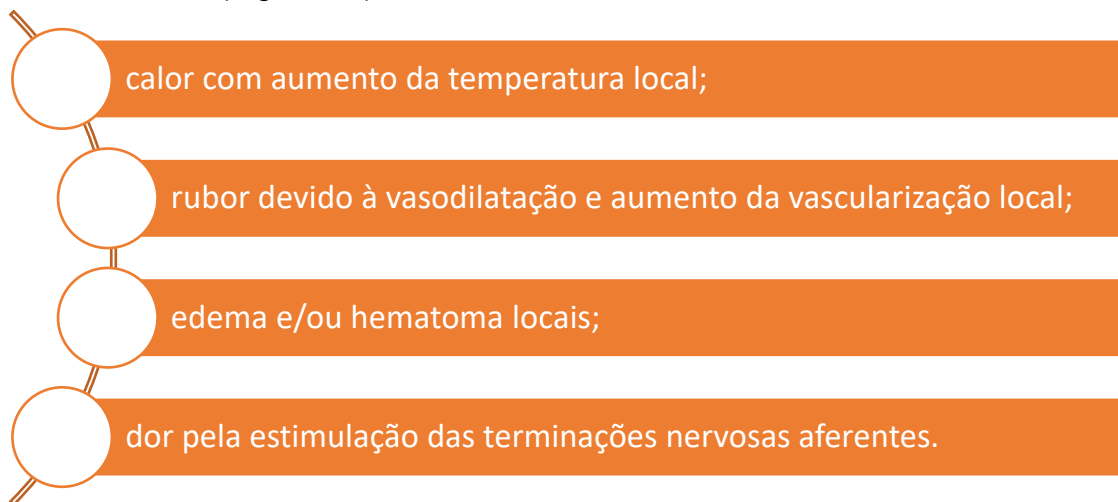 calor com aumento da temperatura local;
rubor devido à vasodilatação e aumento da vascularização local;
edema e/ou hematoma locais;
dor pela estimulação das terminações nervosas aferentes.